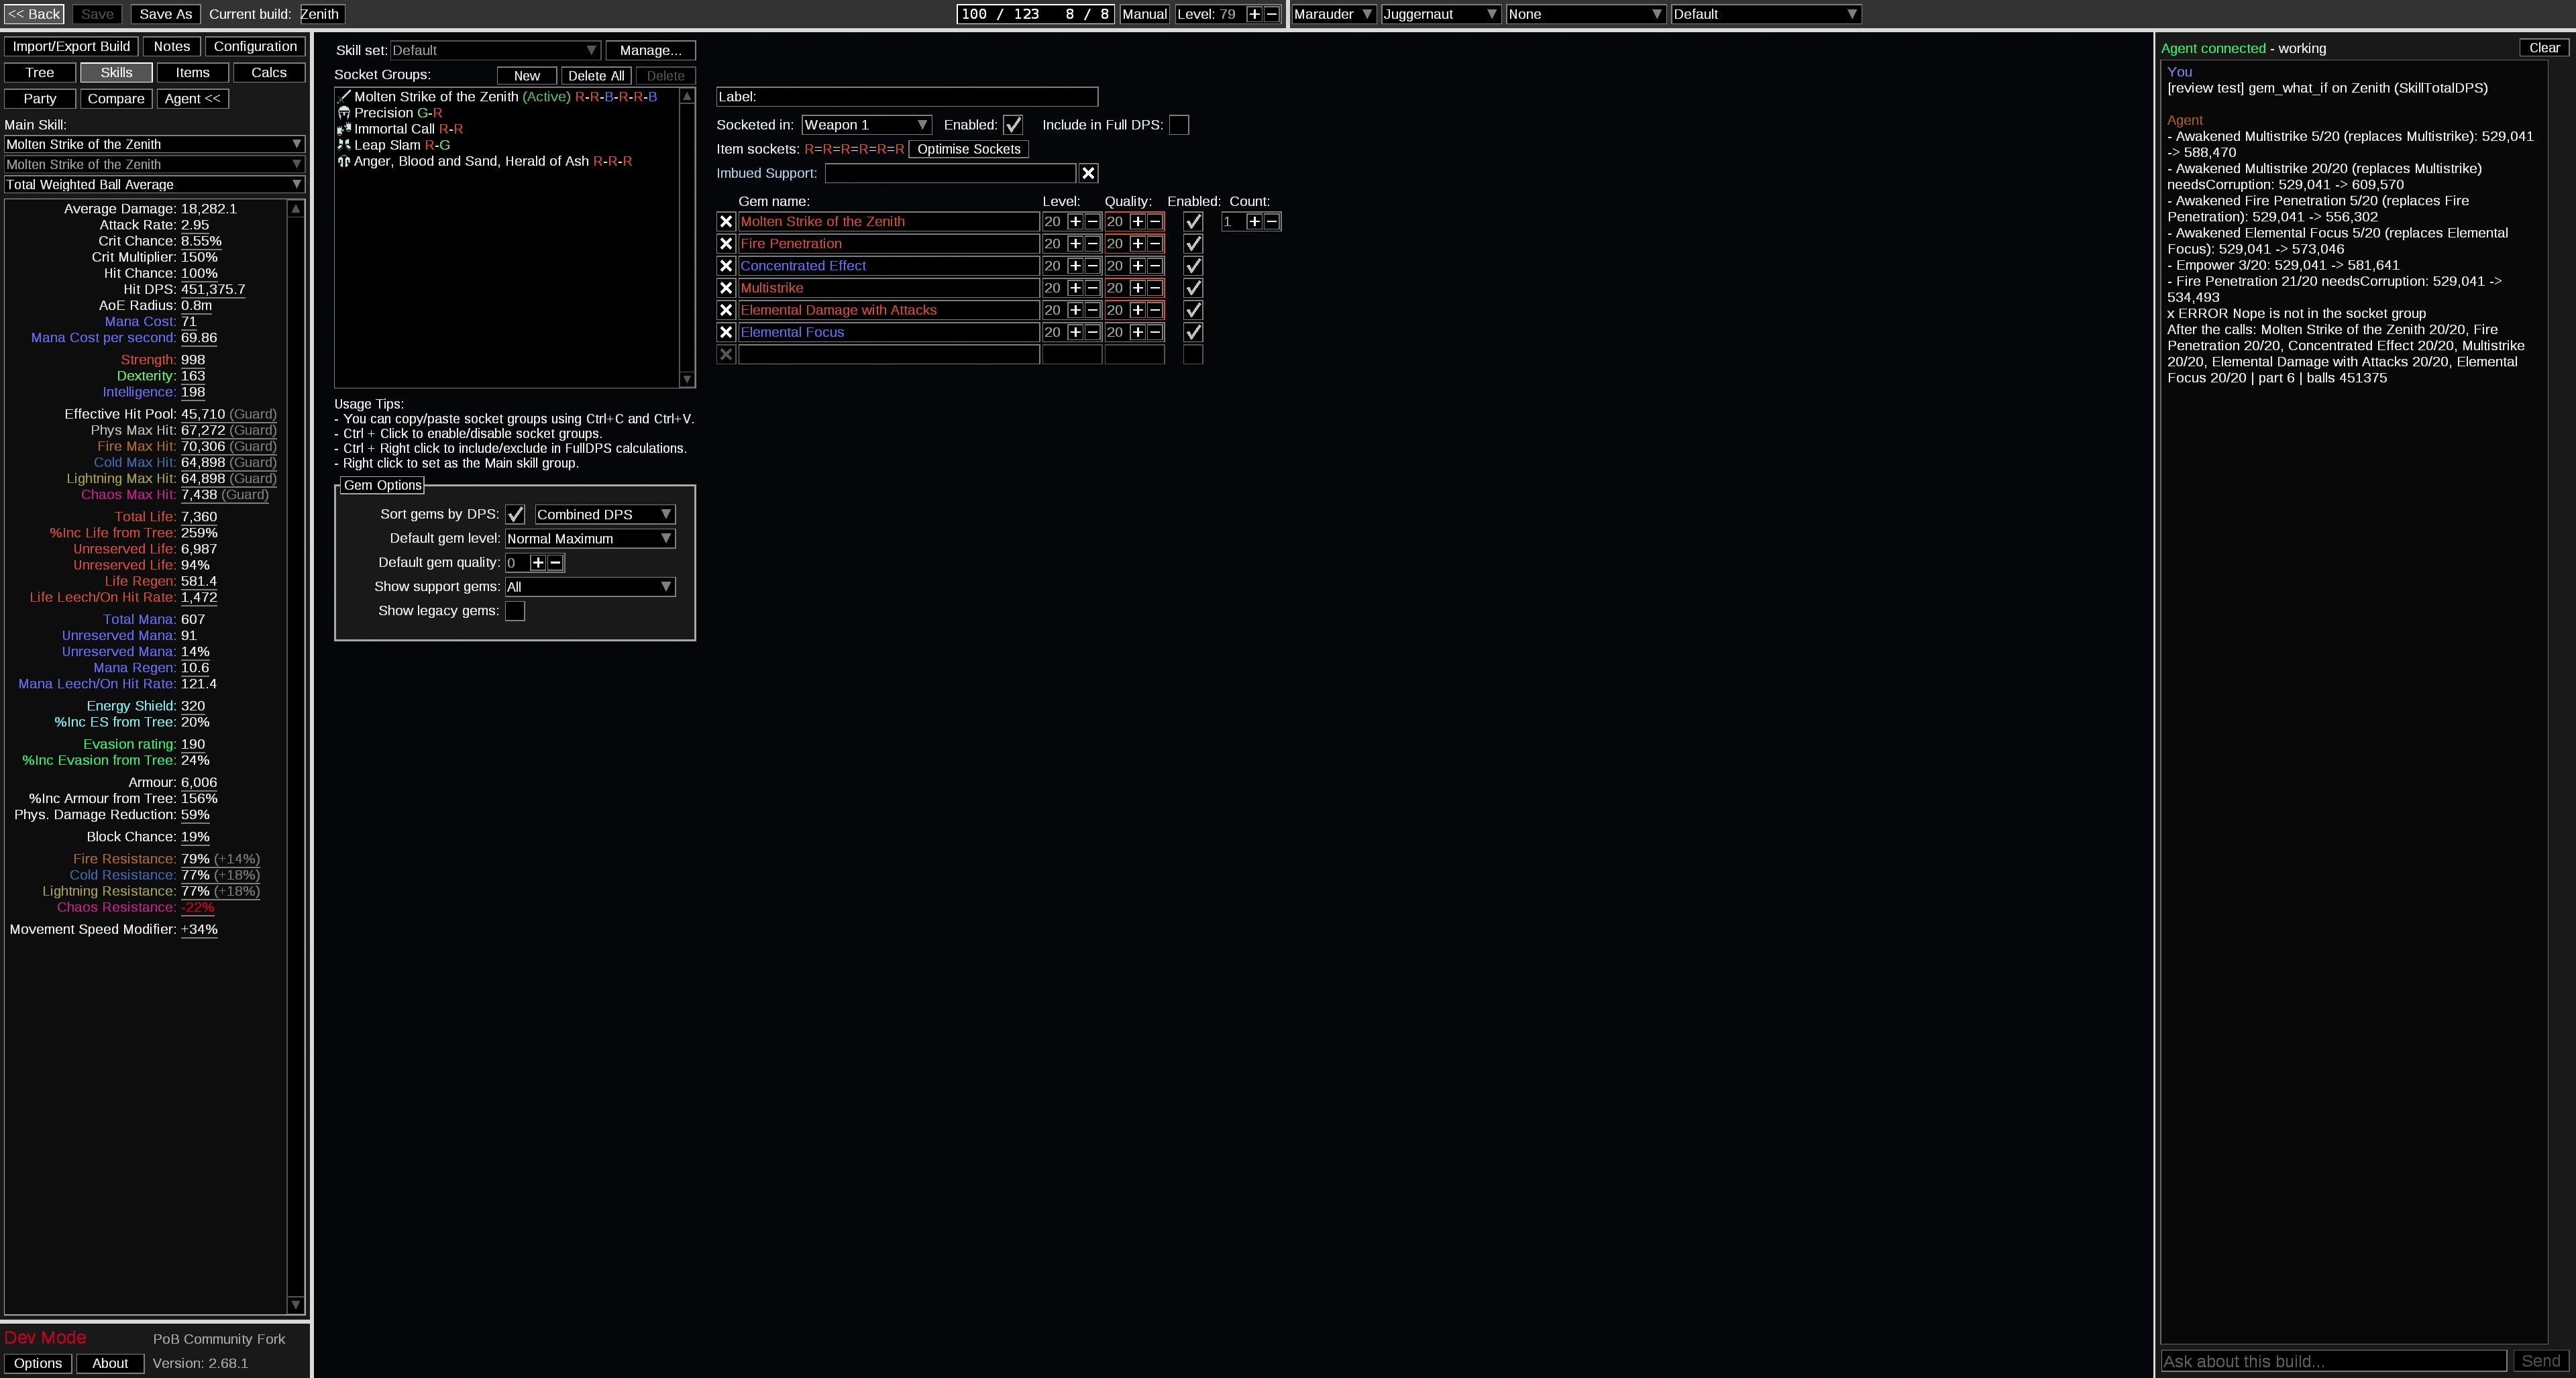 << Back Save Save As Current build: Zenith 100 / 123 8 / 8 Manual Level: 79 Marauder Juggernaut None Default
Import/Export Build Notes Configuration
Tree Skills Items Calcs
Party Compare Agent <<
Main Skill:
Molten Strike of the Zenith
Molten Strike of the Zenith
Total Weighted Ball Average
Average Damage: 18,282.1
Attack Rate: 2.95
Crit Chance: 8.55%
Crit Multiplier: 150%
Hit Chance: 100%
Hit DPS: 451,375.7
AoE Radius: 0.8m
Mana Cost: 71
Mana Cost per second: 69.86
Strength: 998
Dexterity: 163
Intelligence: 198
Effective Hit Pool: 45,710 (Guard)
Phys Max Hit: 67,272 (Guard)
Fire Max Hit: 70,306 (Guard)
Cold Max Hit: 64,898 (Guard)
Lightning Max Hit: 64,898 (Guard)
Chaos Max Hit: 7,438 (Guard)
Total Life: 7,360
%Inc Life from Tree: 259%
Unreserved Life: 6,987
Unreserved Life: 94%
Life Regen: 581.4
Life Leech/On Hit Rate: 1,472
Total Mana: 607
Unreserved Mana: 91
Unreserved Mana: 14%
Mana Regen: 10.6
Mana Leech/On Hit Rate: 121.4
Energy Shield: 320
%Inc ES from Tree: 20%
Evasion rating: 190
%Inc Evasion from Tree: 24%
Armour: 6,006
%Inc Armour from Tree: 156%
Phys. Damage Reduction: 59%
Block Chance: 19%
Fire Resistance: 79% (+14%)
Cold Resistance: 77% (+18%)
Lightning Resistance: 77% (+18%)
Chaos Resistance: -22%
Movement Speed Modifier: +34%
Dev Mode PoB Community Fork
Options About Version: 2.68.1
Skill set: Default Manage...
Socket Groups: New Delete All Delete
Molten Strike of the Zenith (Active) R-R-B-R-R-B
Precision G-R
Immortal Call R-R
Leap Slam R-G
Anger, Blood and Sand, Herald of Ash R-R-R
Usage Tips:
- You can copy/paste socket groups using Ctrl+C and Ctrl+V.
- Ctrl + Click to enable/disable socket groups.
- Ctrl + Right click to include/exclude in FullDPS calculations.
- Right click to set as the Main skill group.
Gem Options
Sort gems by DPS: Combined DPS
Default gem level: Normal Maximum
Default gem quality: 0
Show support gems: All
Show legacy gems:
Label:
Socketed in: Weapon 1 Enabled: Include in Full DPS:
Item sockets: R=R=R=R=R=R Optimise Sockets
Imbued Support:
Gem name: Level: Quality: Enabled: Count:
Molten Strike of the Zenith 20 20 1
Fire Penetration 20 20
Concentrated Effect 20 20
Multistrike 20 20
Elemental Damage with Attacks 20 20
Elemental Focus 20 20
Agent connected - working Clear
You
[review test] gem_what_if on Zenith (SkillTotalDPS)
Agent
- Awakened Multistrike 5/20 (replaces Multistrike): 529,041
-> 588,470
- Awakened Multistrike 20/20 (replaces Multistrike)
needsCorruption: 529,041 -> 609,570
- Awakened Fire Penetration 5/20 (replaces Fire
Penetration): 529,041 -> 556,302
- Awakened Elemental Focus 5/20 (replaces Elemental
Focus): 529,041 -> 573,046
- Empower 3/20: 529,041 -> 581,641
- Fire Penetration 21/20 needsCorruption: 529,041 ->
534,493
x ERROR Nope is not in the socket group
After the calls: Molten Strike of the Zenith 20/20, Fire
Penetration 20/20, Concentrated Effect 20/20, Multistrike
20/20, Elemental Damage with Attacks 20/20, Elemental
Focus 20/20 | part 6 | balls 451375
Ask about this build... Send